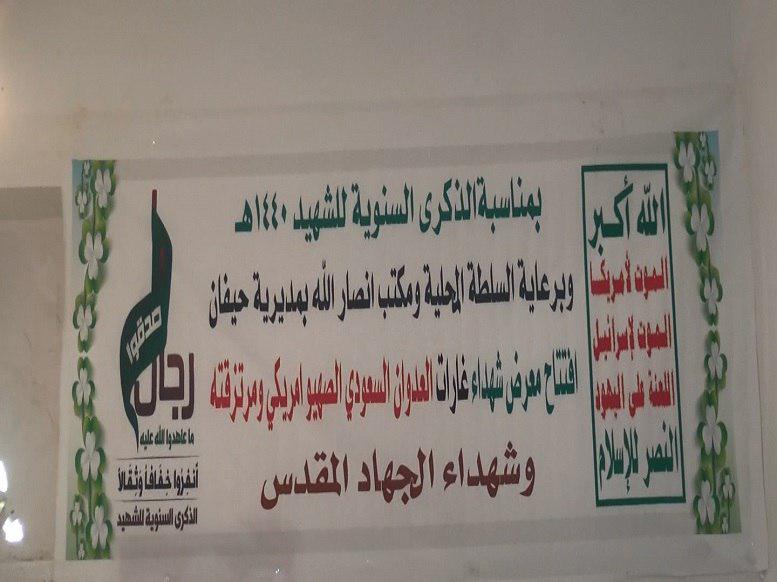 الله أكبر
الموت لأمريكا
الموت لإسرائيل
اللعنة على اليهود
النصر للإسلام
بمناسبة الذكرى السنوية للشهيد ١٤٤٠هـ
وبرعاية السلطة المحلية ومكتب انصار الله بمديرية حيفان
افتتاح معرض شهداء غارات العدوان السعودي الصهيو امريكي ومرتزقته
وشهداء الجهاد المقدس
رجال
صدقوا
ما عاهدوا الله عليه
أنفروا خفافا وثقالا
الذكرى السنوية للشهيد